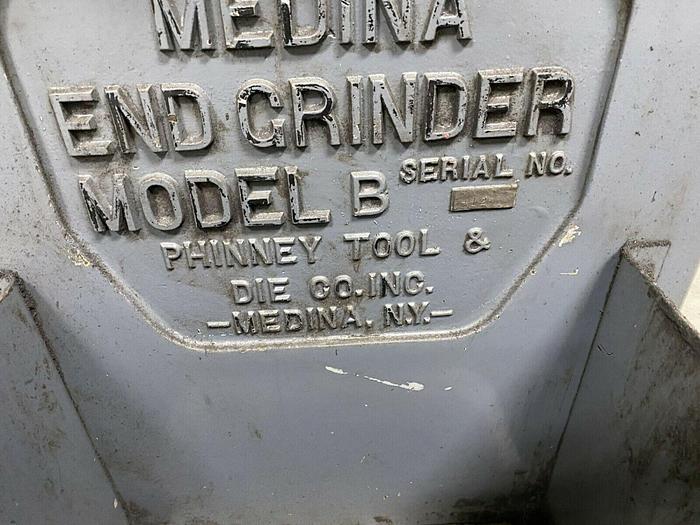 MEDINA
END GRINDER
MODEL B SERIAL NO.
PHINNEY TOOL &
DIE CO. INC.
-MEDINA, N.Y.-